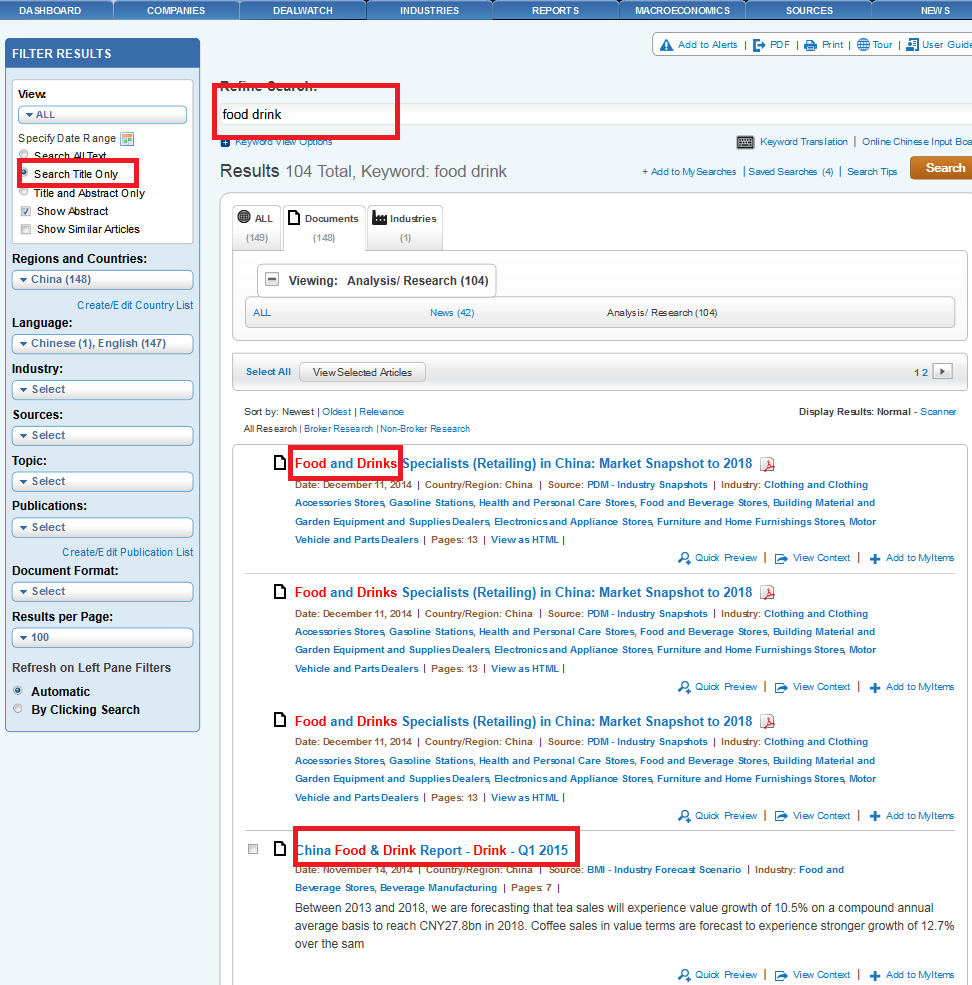 DASHBOARD COMPANIES DEALWATCH INDUSTRIES REPORTS MACROECONOMICS SOURCES NEWS
Add to Alerts | PDF | Print | Tour | User Guide
FILTER RESULTS
View:
ALL
Specify Date Range
Search All Text
Search Title Only
Title and Abstract Only
Show Abstract
Show Similar Articles
Regions and Countries:
China (148)
Create/Edit Country List
Language:
Chinese (1), English (147)
Industry:
Select
Sources:
Select
Topic:
Select
Publications:
Select
Create/Edit Publication List
Document Format:
Select
Results per Page:
100
Refresh on Left Pane Filters
Automatic
By Clicking Search
Refine Search:
food drink
Keyword View Options
Keyword Translation | Online Chinese Input Boa
Results 104 Total, Keyword: food drink
+ Add to My Searches | Saved Searches (4) | Search Tips
Search
ALL Documents Industries
(149) (148) (1)
Viewing: Analysis/ Research (104)
ALL News (42) Analysis/ Research (104)
Select All View Selected Articles 1 2
Sort by: Newest | Oldest | Relevance
Display Results: Normal - Scanner
All Research | Broker Research | Non-Broker Research
Food and Drinks Specialists (Retailing) in China: Market Snapshot to 2018
Date: December 11, 2014 | Country/Region: China | Source: PDM - Industry Snapshots | Industry: Clothing and Clothing
Accessories Stores, Gasoline Stations, Health and Personal Care Stores, Food and Beverage Stores, Building Material and
Garden Equipment and Supplies Dealers, Electronics and Appliance Stores, Furniture and Home Furnishings Stores, Motor
Vehicle and Parts Dealers | Pages: 13 | View as HTML |
Quick Preview | View Context | Add to MyItems
Food and Drinks Specialists (Retailing) in China: Market Snapshot to 2018
Date: December 11, 2014 | Country/Region: China | Source: PDM - Industry Snapshots | Industry: Clothing and Clothing
Accessories Stores, Gasoline Stations, Health and Personal Care Stores, Food and Beverage Stores, Building Material and
Garden Equipment and Supplies Dealers, Electronics and Appliance Stores, Furniture and Home Furnishings Stores, Motor
Vehicle and Parts Dealers | Pages: 13 | View as HTML |
Quick Preview | View Context | Add to MyItems
Food and Drinks Specialists (Retailing) in China: Market Snapshot to 2018
Date: December 11, 2014 | Country/Region: China | Source: PDM - Industry Snapshots | Industry: Clothing and Clothing
Accessories Stores, Gasoline Stations, Health and Personal Care Stores, Food and Beverage Stores, Building Material and
Garden Equipment and Supplies Dealers, Electronics and Appliance Stores, Furniture and Home Furnishings Stores, Motor
Vehicle and Parts Dealers | Pages: 13 | View as HTML |
Quick Preview | View Context | Add to MyItems
China Food & Drink Report - Drink - Q1 2015
Date: November 14, 2014 | Country/Region: China | Source: BMI - Industry Forecast Scenario | Industry: Food and
Beverage Stores, Beverage Manufacturing | Pages: 7 |
Between 2013 and 2018, we are forecasting that tea sales will experience value growth of 10.5% on a compound annual
average basis to reach CNY27.8bn in 2018. Coffee sales in value terms are forecast to experience stronger growth of 12.7%
over the sam
Quick Preview | View Context | Add to MyItems